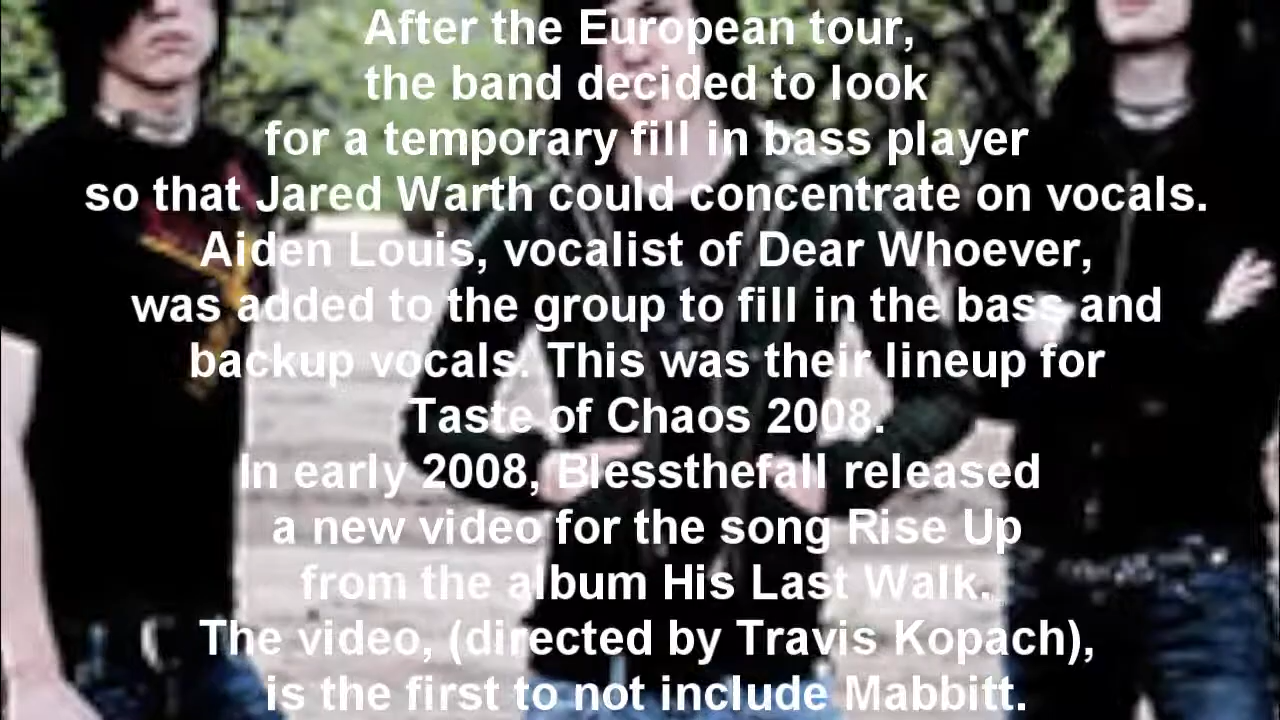 After the European tour,
the band decided to look
for a temporary fill in bass player
so that Jared Warth could concentrate on vocals.
Aiden Louis, vocalist of Dear Whoever,
was added to the group to fill in the bass and
backup vocals. This was their lineup for
Taste of Chaos 2008.
In early 2008, Blessthefall released
a new video for the song Rise Up
from the album His Last Walk.
The video, (directed by Travis Kopach),
is the first to not include Mabbitt.